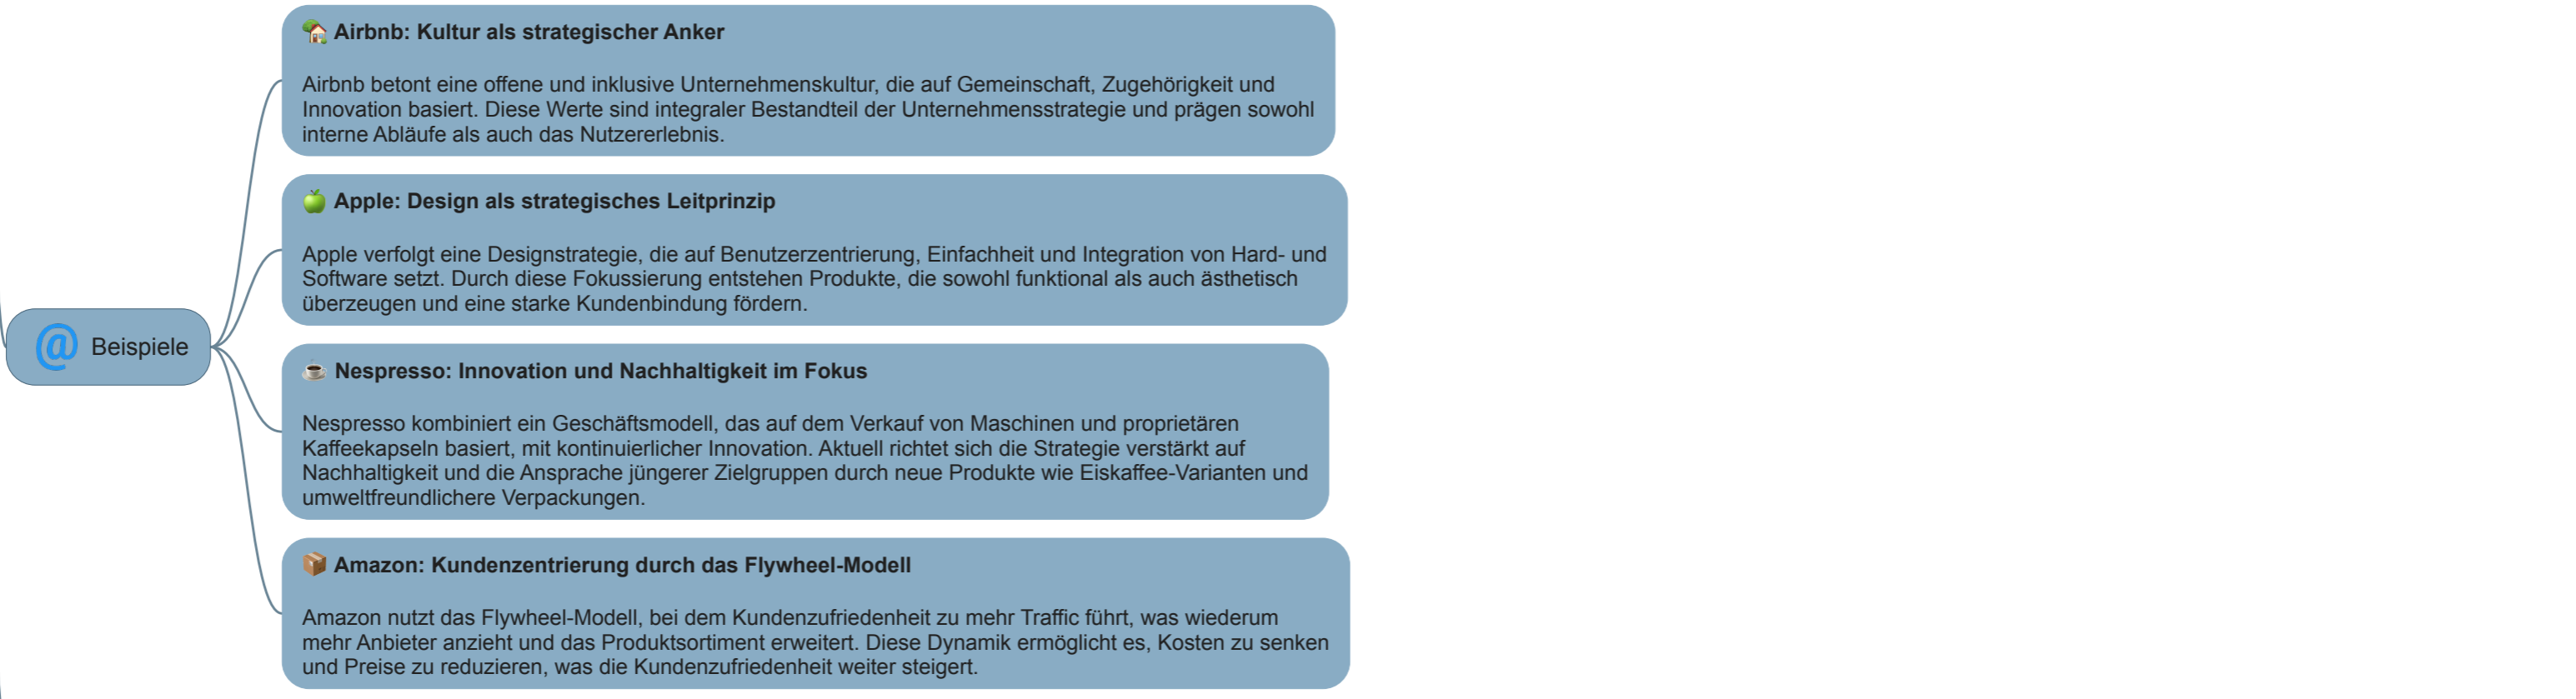 🏡 Airbnb: Kultur als strategischer Anker
Airbnb betont eine offene und inklusive Unternehmenskultur, die auf Gemeinschaft, Zugehörigkeit und
Innovation basiert. Diese Werte sind integraler Bestandteil der Unternehmensstrategie und prägen sowohl
interne Abläufe als auch das Nutzererlebnis.
🍏 Apple: Design als strategisches Leitprinzip
Apple verfolgt eine Designstrategie, die auf Benutzerzentrierung, Einfachheit und Integration von Hard- und
Software setzt. Durch diese Fokussierung entstehen Produkte, die sowohl funktional als auch ästhetisch
überzeugen und eine starke Kundenbindung fördern.
@ Beispiele
☕ Nespresso: Innovation und Nachhaltigkeit im Fokus
Nespresso kombiniert ein Geschäftsmodell, das auf dem Verkauf von Maschinen und proprietären
Kaffeekapseln basiert, mit kontinuierlicher Innovation. Aktuell richtet sich die Strategie verstärkt auf
Nachhaltigkeit und die Ansprache jüngerer Zielgruppen durch neue Produkte wie Eiskaffee-Varianten und
umweltfreundlichere Verpackungen.
📦 Amazon: Kundenzentrierung durch das Flywheel-Modell
Amazon nutzt das Flywheel-Modell, bei dem Kundenzufriedenheit zu mehr Traffic führt, was wiederum
mehr Anbieter anzieht und das Produktsortiment erweitert. Diese Dynamik ermöglicht es, Kosten zu senken
und Preise zu reduzieren, was die Kundenzufriedenheit weiter steigert.